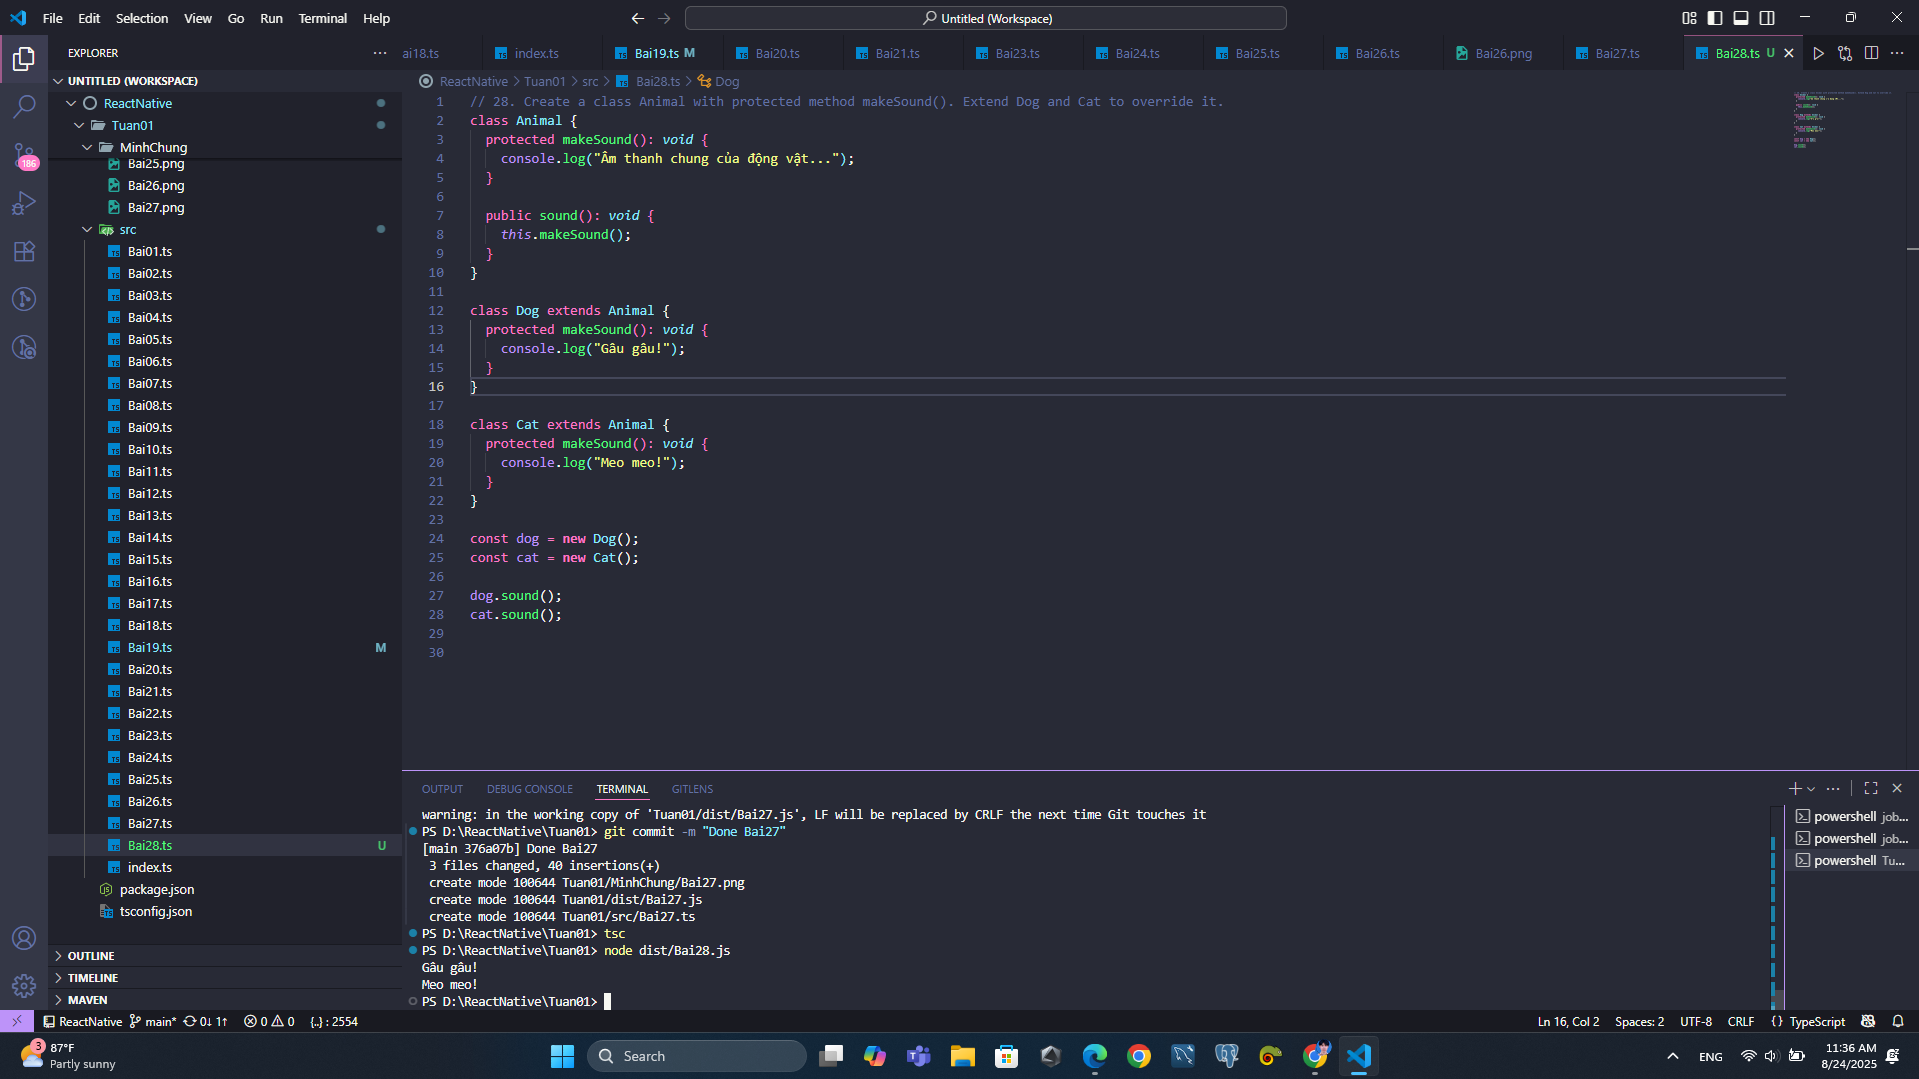 File Edit Selection View Go Run Terminal Help
Untitled (Workspace)
EXPLORER
ai18.ts index.ts Bai19.ts M Bai20.ts Bai21.ts Bai23.ts Bai24.ts Bai25.ts Bai26.ts Bai26.png Bai27.ts Bai28.ts U
UNTITLED (WORKSPACE)
ReactNative
Tuan01
MinhChung
Bai25.png
Bai26.png
Bai27.png
src
Bai01.ts
Bai02.ts
Bai03.ts
Bai04.ts
Bai05.ts
Bai06.ts
Bai07.ts
Bai08.ts
Bai09.ts
Bai10.ts
Bai11.ts
Bai12.ts
Bai13.ts
Bai14.ts
Bai15.ts
Bai16.ts
Bai17.ts
Bai18.ts
Bai19.ts M
Bai20.ts
Bai21.ts
Bai22.ts
Bai23.ts
Bai24.ts
Bai25.ts
Bai26.ts
Bai27.ts
Bai28.ts U
index.ts
package.json
tsconfig.json
OUTLINE
TIMELINE
MAVEN
186
ReactNative > Tuan01 > src > Bai28.ts > Dog
1 // 28. Create a class Animal with protected method makeSound(). Extend Dog and Cat to override it.
2 class Animal {
3 protected makeSound(): void {
4 console.log("Âm thanh chung của động vật...");
5 }
6
7 public sound(): void {
8 this.makeSound();
9 }
10 }
11
12 class Dog extends Animal {
13 protected makeSound(): void {
14 console.log("Gâu gâu!");
15 }
16 }
17
18 class Cat extends Animal {
19 protected makeSound(): void {
20 console.log("Meo meo!");
21 }
22 }
23
24 const dog = new Dog();
25 const cat = new Cat();
26
27 dog.sound();
28 cat.sound();
29
30
OUTPUT DEBUG CONSOLE TERMINAL GITLENS
warning: in the working copy of 'Tuan01/dist/Bai27.js', LF will be replaced by CRLF the next time Git touches it
PS D:\ReactNative\Tuan01> git commit -m "Done Bai27"
[main 376a07b] Done Bai27
3 files changed, 40 insertions(+)
create mode 100644 Tuan01/MinhChung/Bai27.png
create mode 100644 Tuan01/dist/Bai27.js
create mode 100644 Tuan01/src/Bai27.ts
PS D:\ReactNative\Tuan01> tsc
PS D:\ReactNative\Tuan01> node dist/Bai28.js
Gâu gâu!
Meo meo!
PS D:\ReactNative\Tuan01>
powershell job...
powershell job...
powershell Tu...
ReactNative main* 0↓ 1↑ 0 0 {..} : 2554
Ln 16, Col 2 Spaces: 2 UTF-8 CRLF {} TypeScript
3
87°F
Partly sunny
Search
ENG
11:36 AM
8/24/2025